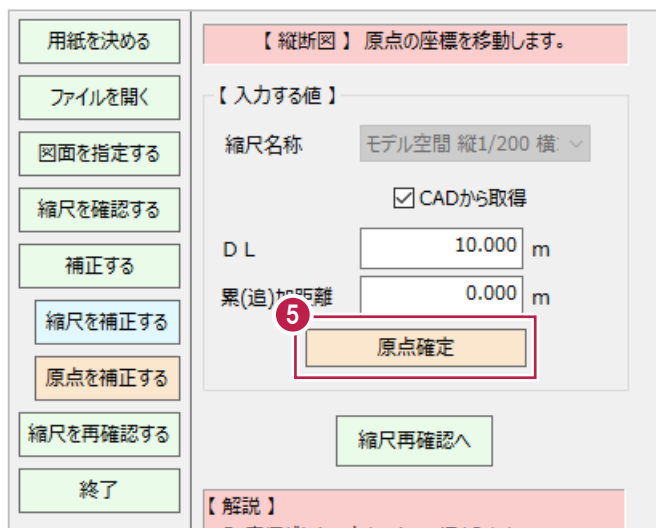 用紙を決める
ファイルを開く
図面を指定する
縮尺を確認する
補正する
縮尺を補正する
原点を補正する
縮尺を再確認する
終了
【 縦断図 】 原点の座標を移動します。
【 入力する値 】
縮尺名称 モデル空間 縦1/200 横
CADから取得
D L 10.000 m
累(追)加距離 0.000 m
5
原点確定
縮尺再確認へ
【 解説 】